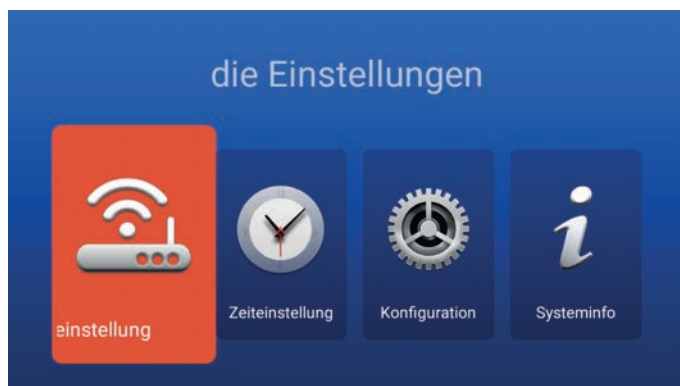 die Einstellungen
einstellung
Zeiteinstellung
Konfiguration
Systeminfo